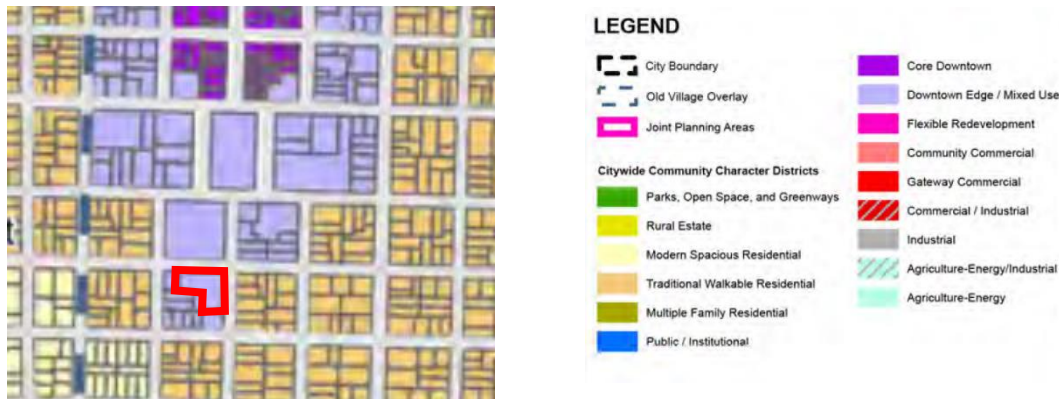 LEGEND
City Boundary
Old Village Overlay
Joint Planning Areas
Citywide Community Character Districts
Parks, Open Space, and Greenways
Rural Estate
Modern Spacious Residential
Traditional Walkable Residential
Multiple Family Residential
Public / Institutional
Core Downtown
Downtown Edge / Mixed Use
Flexible Redevelopment
Community Commercial
Gateway Commercial
Commercial / Industrial
Industrial
Agriculture-Energy/Industrial
Agriculture-Energy